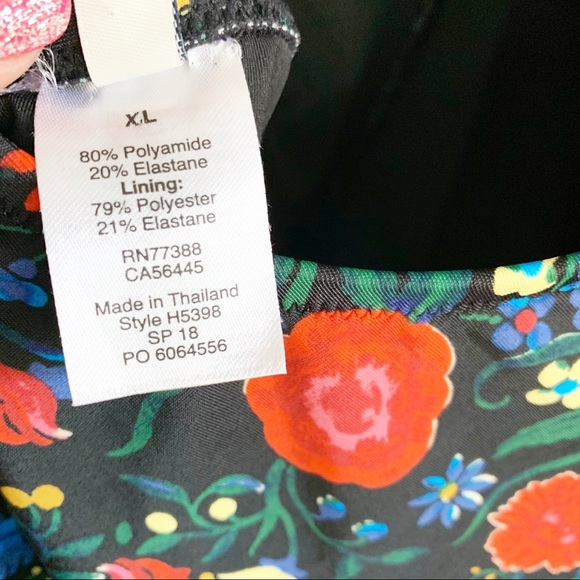 XL
80% Polyamide
20% Elastane
Lining:
79% Polyester
21% Elastane
RN77388
CA56445
Made in Thailand
Style H5398
SP 18
PO 6064556